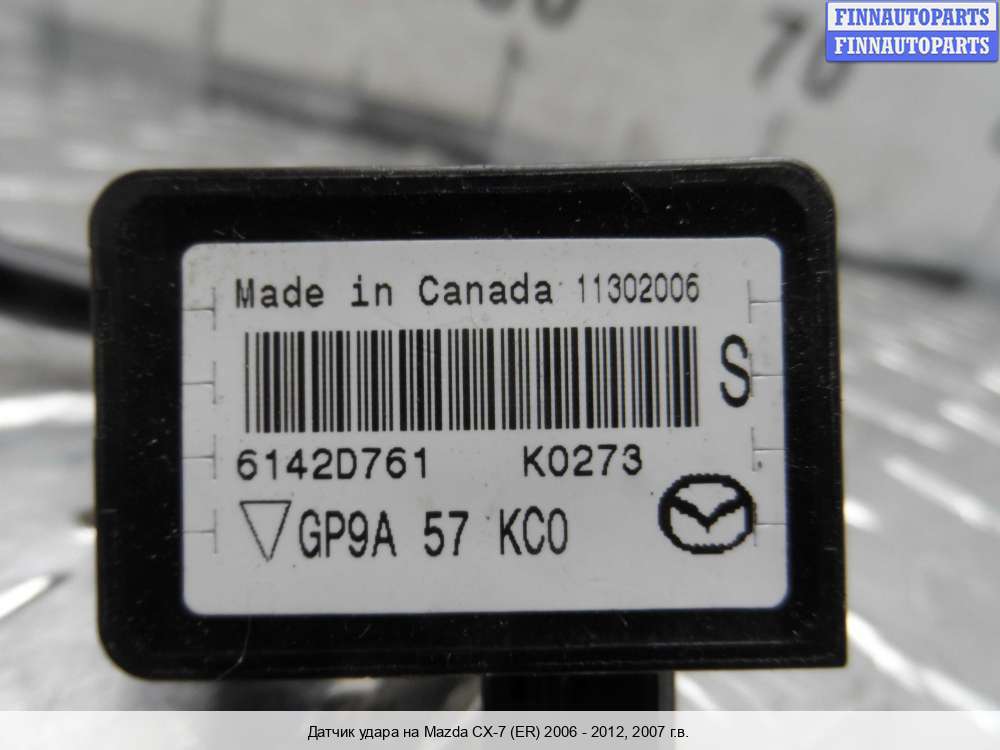 FINNAUTOPARTS
FINNAUTOPARTS
70
Made in Canada 11302006
S
6142D761 K0273
GP9A 57 KC0
Датчик удара на Mazda CX-7 (ER) 2006 - 2012, 2007 г.в.